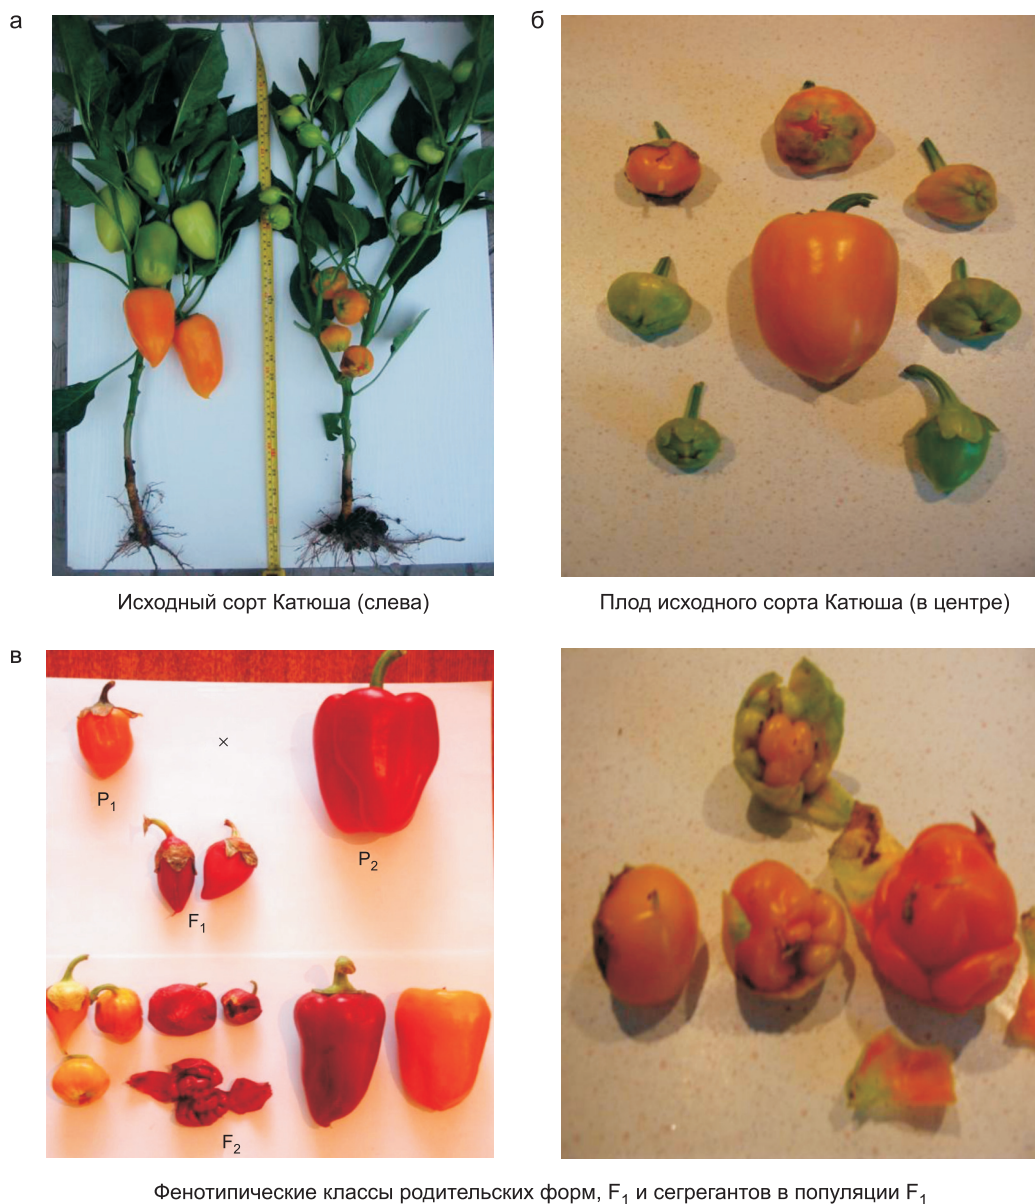 а
б
Исходный сорт Катюша (слева)
Плод исходного сорта Катюша (в центре)
в
×
P₁
P₂
F₁
F₂
Фенотипические классы родительских форм, F₁ и сегрегантов в популяции F₁